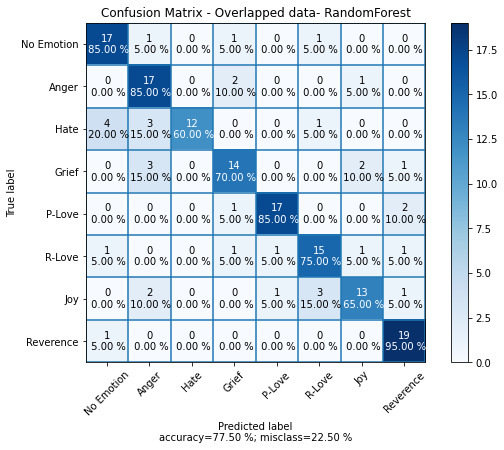 Confusion Matrix - Overlapped data- RandomForest
No Emotion 17 1 0 1 0 1 0 0
85.00 % 5.00 % 0.00 % 5.00 % 0.00 % 5.00 % 0.00 % 0.00 %
Anger 0 17 0 2 0 0 1 0
0.00 % 85.00 % 0.00 % 10.00 % 0.00 % 0.00 % 5.00 % 0.00 %
Hate 4 3 12 0 0 1 0 0
20.00 % 15.00 % 60.00 % 0.00 % 0.00 % 5.00 % 0.00 % 0.00 %
Grief 0 3 0 14 0 0 2 1
0.00 % 15.00 % 0.00 % 70.00 % 0.00 % 0.00 % 10.00 % 5.00 %
P-Love 0 0 0 1 17 0 0 2
0.00 % 0.00 % 0.00 % 5.00 % 85.00 % 0.00 % 0.00 % 10.00 %
R-Love 1 0 0 1 1 15 1 1
5.00 % 0.00 % 0.00 % 5.00 % 5.00 % 75.00 % 5.00 % 5.00 %
Joy 0 2 0 0 1 3 13 1
0.00 % 10.00 % 0.00 % 0.00 % 5.00 % 15.00 % 65.00 % 5.00 %
Reverence 1 0 0 0 0 0 0 19
5.00 % 0.00 % 0.00 % 0.00 % 0.00 % 0.00 % 0.00 % 95.00 %
True label
No Emotion Anger Hate Grief P-Love R-Love Joy Reverence
Predicted label
accuracy=77.50 %; misclass=22.50 %
17.5
15.0
12.5
10.0
7.5
5.0
2.5
0.0